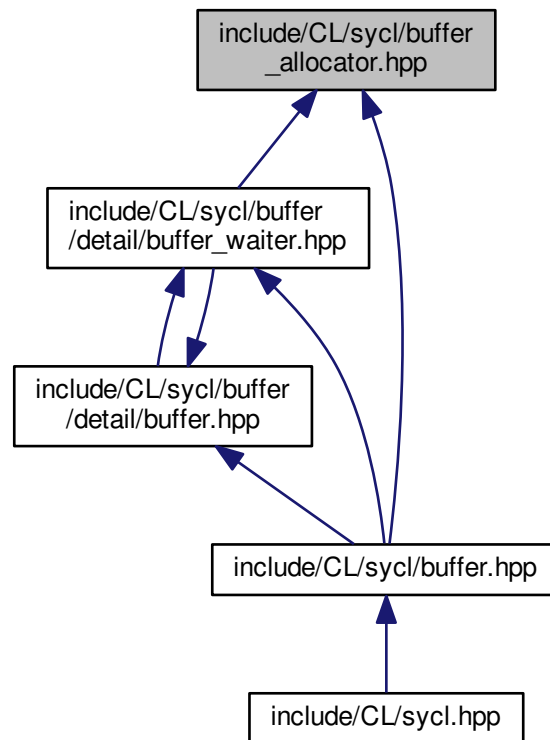 include/CL/sycl/buffer
_allocator.hpp
include/CL/sycl/buffer
/detail/buffer_waiter.hpp
include/CL/sycl/buffer
/detail/buffer.hpp
include/CL/sycl/buffer.hpp
include/CL/sycl.hpp